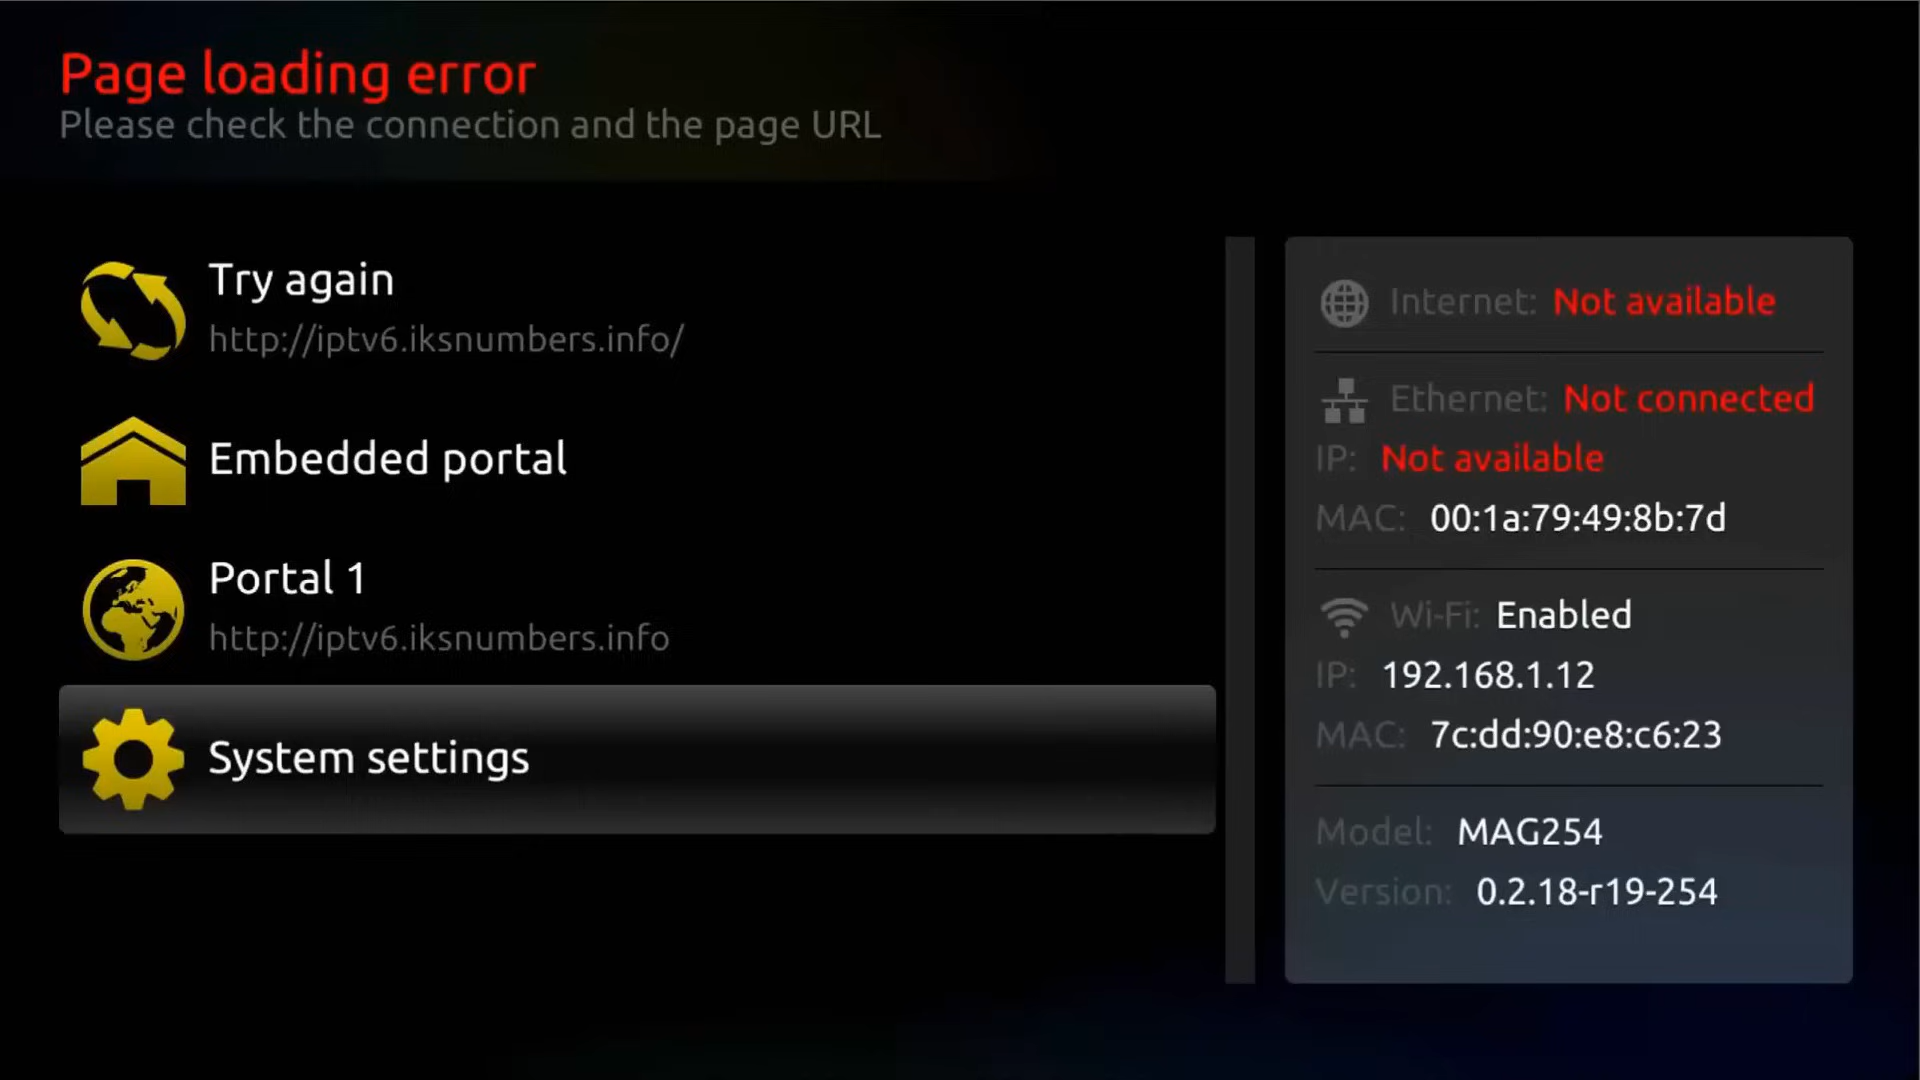 Page loading error
Please check the connection and the page URL
Try again
http://iptv6.iksnumbers.info/
Embedded portal
Portal 1
http://iptv6.iksnumbers.info
System settings
Internet: Not available
Ethernet: Not connected
IP: Not available
MAC: 00:1a:79:49:8b:7d
Wi-Fi: Enabled
IP: 192.168.1.12
MAC: 7c:dd:90:e8:c6:23
Model: MAG254
Version: 0.2.18-r19-254